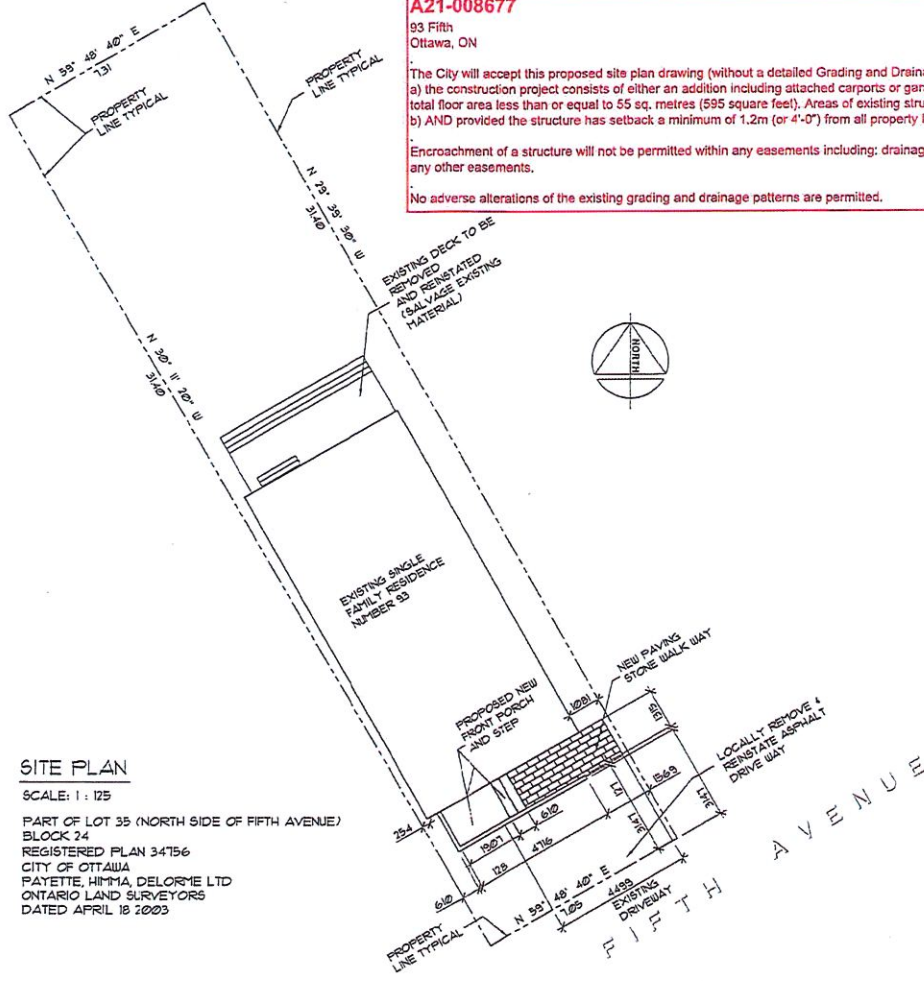 A21-008677
93 Fifth
Ottawa, ON
The City will accept this proposed site plan drawing (without a detailed Grading and Draina
a) the construction project consists of either an addition including attached carports or gar
total floor area less than or equal to 55 sq. metres (595 square feet). Areas of existing stru
b) AND provided the structure has setback a minimum of 1.2m (or 4'-0") from all property l
Encroachment of a structure will not be permitted within any easements including: drainag
any other easements.
No adverse alterations of the existing grading and drainage patterns are permitted.
N 59° 48' 40" E
7.31
PROPERTY
LINE TYPICAL
PROPERTY
LINE TYPICAL
N 29° 39' 30" W
31.40
EXISTING DECK TO BE
REMOVED
AND REINSTATED
(SALVAGE EXISTING
MATERIAL)
NORTH
N 30° 11' 20" W
31.40
EXISTING SINGLE
FAMILY RESIDENCE
NUMBER 93
NEW PAVING
STONE WALK WAY
PROPOSED NEW
FRONT PORCH
AND STEP
1081
1315
LOCALLY REMOVE &
REINSTATE ASPHALT
DRIVE WAY
1569
3147
121
3147
610
254
1907
4716
128
610
N 59° 48' 40" E
7.05
4499
EXISTING
DRIVEWAY
PROPERTY
LINE TYPICAL
FIFTH AVENUE
SITE PLAN
SCALE: 1 : 125
PART OF LOT 35 (NORTH SIDE OF FIFTH AVENUE)
BLOCK 24
REGISTERED PLAN 34756
CITY OF OTTAWA
PAYETTE, HIMMA, DELORME LTD
ONTARIO LAND SURVEYORS
DATED APRIL 18 2003